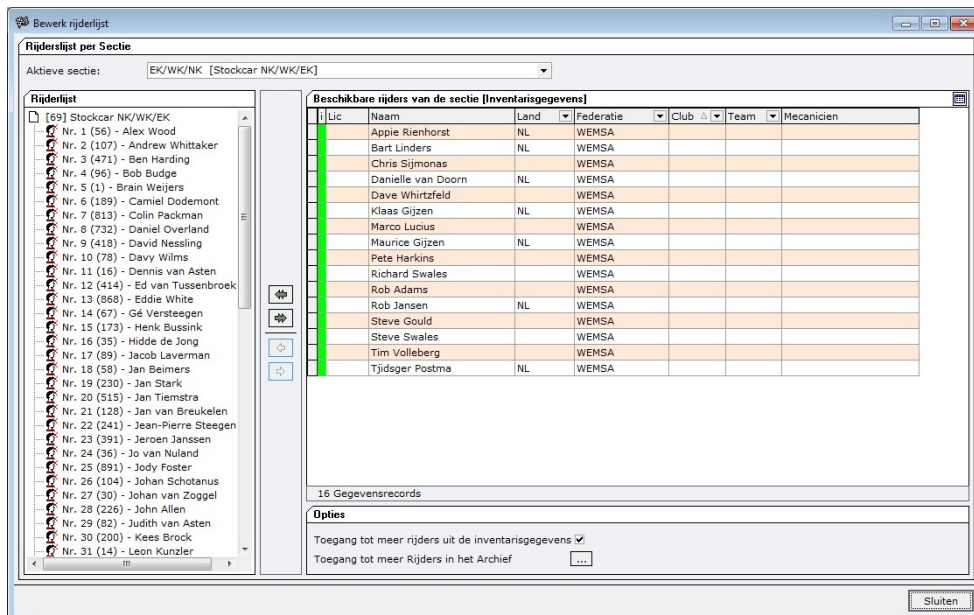 Bewerk rijderlijst
Rijderslijst per Sectie
Aktieve sectie: EK/WK/NK [Stockcar NK/WK/EK]
Rijderlijst
[69] Stockcar NK/WK/EK
Nr. 1 (56) - Alex Wood
Nr. 2 (107) - Andrew Whittaker
Nr. 3 (471) - Ben Harding
Nr. 4 (96) - Bob Budge
Nr. 5 (1) - Brain Weijers
Nr. 6 (189) - Camiel Dodemont
Nr. 7 (813) - Colin Packman
Nr. 8 (732) - Daniel Overland
Nr. 9 (418) - David Nessling
Nr. 10 (78) - Davy Wilms
Nr. 11 (16) - Dennis van Asten
Nr. 12 (414) - Ed van Tussenbroek
Nr. 13 (868) - Eddie White
Nr. 14 (67) - Gé Versteegen
Nr. 15 (173) - Henk Bussink
Nr. 16 (35) - Hidde de Jong
Nr. 17 (89) - Jacob Laverman
Nr. 18 (58) - Jan Beimers
Nr. 19 (230) - Jan Stark
Nr. 20 (515) - Jan Tiemstra
Nr. 21 (128) - Jan van Breukelen
Nr. 22 (241) - Jean-Pierre Steegen
Nr. 23 (391) - Jeroen Janssen
Nr. 24 (36) - Jo van Nuland
Nr. 25 (891) - Jody Foster
Nr. 26 (104) - Johan Schotanus
Nr. 27 (30) - Johan van Zoggel
Nr. 28 (226) - John Allen
Nr. 29 (82) - Judith van Asten
Nr. 30 (200) - Kees Brock
Nr. 31 (14) - Leon Kunzler
Beschikbare rijders van de sectie [Inventarisgegevens]
i Lic Naam Land Federatie Club Team Mecanicien
Appie Rienhorst NL WEMSA
Bart Linders NL WEMSA
Chris Sijmonas WEMSA
Danielle van Doorn NL WEMSA
Dave Whirtzfeld WEMSA
Klaas Gijzen NL WEMSA
Marco Lucius WEMSA
Maurice Gijzen NL WEMSA
Pete Harkins WEMSA
Richard Swales WEMSA
Rob Adams WEMSA
Rob Jansen NL WEMSA
Steve Gould WEMSA
Steve Swales WEMSA
Tim Volleberg WEMSA
Tjidsger Postma NL WEMSA
16 Gegevensrecords
Opties
Toegang tot meer rijders uit de inventarisgegevens
Toegang tot meer Rijders in het Archief ...
Sluiten